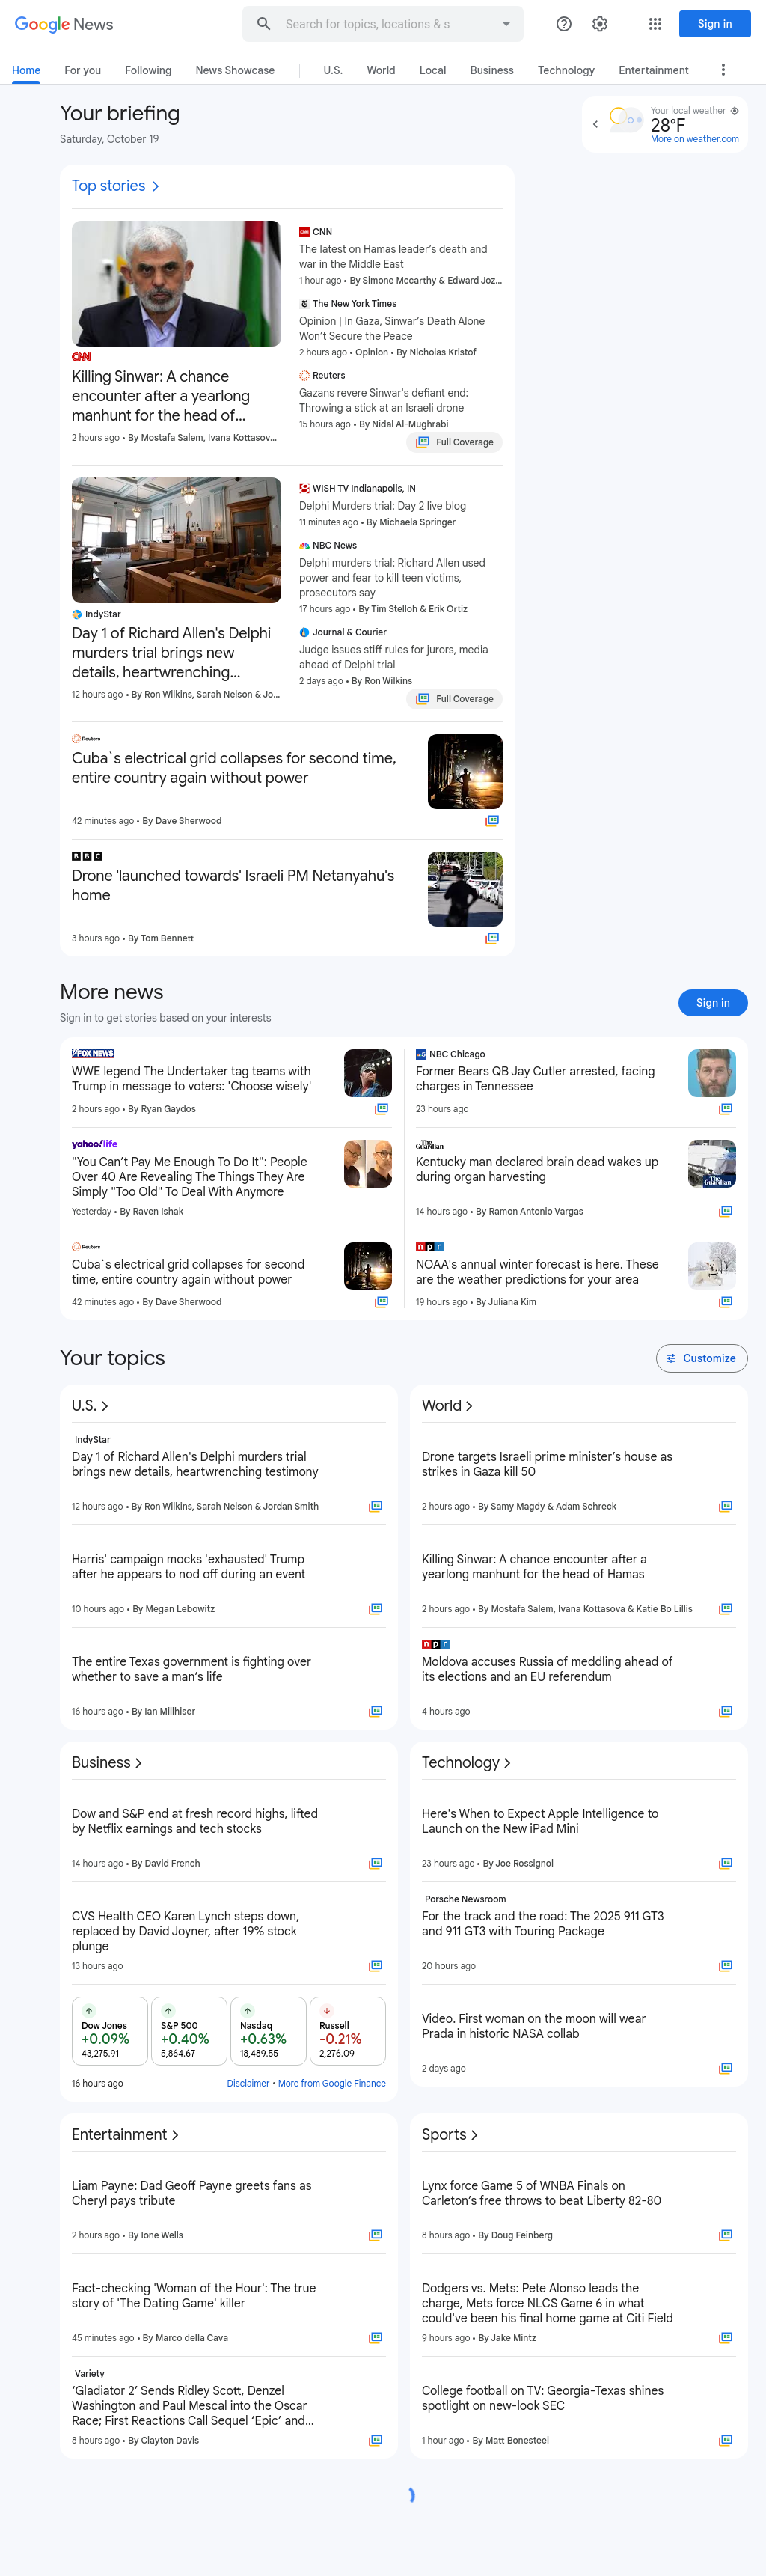 Google News
Search for topics, locations & s
Sign in
Home
For you
Following
News Showcase
U.S.
World
Local
Business
Technology
Entertainment
Your briefing
Saturday, October 19
Your local weather
28°F
More on weather.com
Top stories
CNN
Killing Sinwar: A chance
encounter after a yearlong
manhunt for the head of...
2 hours ago • By Mostafa Salem, Ivana Kottasov...
CNN
The latest on Hamas leader's death and
war in the Middle East
1 hour ago • By Simone Mccarthy & Edward Joz...
The New York Times
Opinion | In Gaza, Sinwar's Death Alone
Won't Secure the Peace
2 hours ago • Opinion • By Nicholas Kristof
Reuters
Gazans revere Sinwar's defiant end:
Throwing a stick at an Israeli drone
15 hours ago • By Nidal Al-Mughrabi
Full Coverage
IndyStar
Day 1 of Richard Allen's Delphi
murders trial brings new
details, heartwrenching...
12 hours ago • By Ron Wilkins, Sarah Nelson & Jo...
WISH TV Indianapolis, IN
Delphi Murders trial: Day 2 live blog
11 minutes ago • By Michaela Springer
NBC News
Delphi murders trial: Richard Allen used
power and fear to kill teen victims,
prosecutors say
17 hours ago • By Tim Stelloh & Erik Ortiz
Journal & Courier
Judge issues stiff rules for jurors, media
ahead of Delphi trial
2 days ago • By Ron Wilkins
Full Coverage
Reuters
Cuba`s electrical grid collapses for second time,
entire country again without power
42 minutes ago • By Dave Sherwood
BBC
Drone 'launched towards' Israeli PM Netanyahu's
home
3 hours ago • By Tom Bennett
More news
Sign in to get stories based on your interests
Sign in
FOX NEWS
WWE legend The Undertaker tag teams with
Trump in message to voters: 'Choose wisely'
2 hours ago • By Ryan Gaydos
NBC Chicago
Former Bears QB Jay Cutler arrested, facing
charges in Tennessee
23 hours ago
yahoo!life
"You Can't Pay Me Enough To Do It": People
Over 40 Are Revealing The Things They Are
Simply "Too Old" To Deal With Anymore
Yesterday • By Raven Ishak
The Guardian
Kentucky man declared brain dead wakes up
during organ harvesting
14 hours ago • By Ramon Antonio Vargas
The Guardian
Reuters
Cuba`s electrical grid collapses for second
time, entire country again without power
42 minutes ago • By Dave Sherwood
npr
NOAA's annual winter forecast is here. These
are the weather predictions for your area
19 hours ago • By Juliana Kim
Your topics
Customize
U.S.
IndyStar
Day 1 of Richard Allen's Delphi murders trial
brings new details, heartwrenching testimony
12 hours ago • By Ron Wilkins, Sarah Nelson & Jordan Smith
Harris' campaign mocks 'exhausted' Trump
after he appears to nod off during an event
10 hours ago • By Megan Lebowitz
The entire Texas government is fighting over
whether to save a man's life
16 hours ago • By Ian Millhiser
World
Drone targets Israeli prime minister's house as
strikes in Gaza kill 50
2 hours ago • By Samy Magdy & Adam Schreck
Killing Sinwar: A chance encounter after a
yearlong manhunt for the head of Hamas
2 hours ago • By Mostafa Salem, Ivana Kottasova & Katie Bo Lillis
npr
Moldova accuses Russia of meddling ahead of
its elections and an EU referendum
4 hours ago
Business
Dow and S&P end at fresh record highs, lifted
by Netflix earnings and tech stocks
14 hours ago • By David French
CVS Health CEO Karen Lynch steps down,
replaced by David Joyner, after 19% stock
plunge
13 hours ago
Dow Jones
+0.09%
43,275.91
S&P 500
+0.40%
5,864.67
Nasdaq
+0.63%
18,489.55
Russell
-0.21%
2,276.09
16 hours ago
Disclaimer • More from Google Finance
Technology
Here's When to Expect Apple Intelligence to
Launch on the New iPad Mini
23 hours ago • By Joe Rossignol
Porsche Newsroom
For the track and the road: The 2025 911 GT3
and 911 GT3 with Touring Package
20 hours ago
Video. First woman on the moon will wear
Prada in historic NASA collab
2 days ago
Entertainment
Liam Payne: Dad Geoff Payne greets fans as
Cheryl pays tribute
2 hours ago • By Ione Wells
Fact-checking 'Woman of the Hour': The true
story of 'The Dating Game' killer
45 minutes ago • By Marco della Cava
Variety
'Gladiator 2' Sends Ridley Scott, Denzel
Washington and Paul Mescal into the Oscar
Race; First Reactions Call Sequel 'Epic' and...
8 hours ago • By Clayton Davis
Sports
Lynx force Game 5 of WNBA Finals on
Carleton's free throws to beat Liberty 82-80
8 hours ago • By Doug Feinberg
Dodgers vs. Mets: Pete Alonso leads the
charge, Mets force NLCS Game 6 in what
could've been his final home game at Citi Field
9 hours ago • By Jake Mintz
College football on TV: Georgia-Texas shines
spotlight on new-look SEC
1 hour ago • By Matt Bonesteel